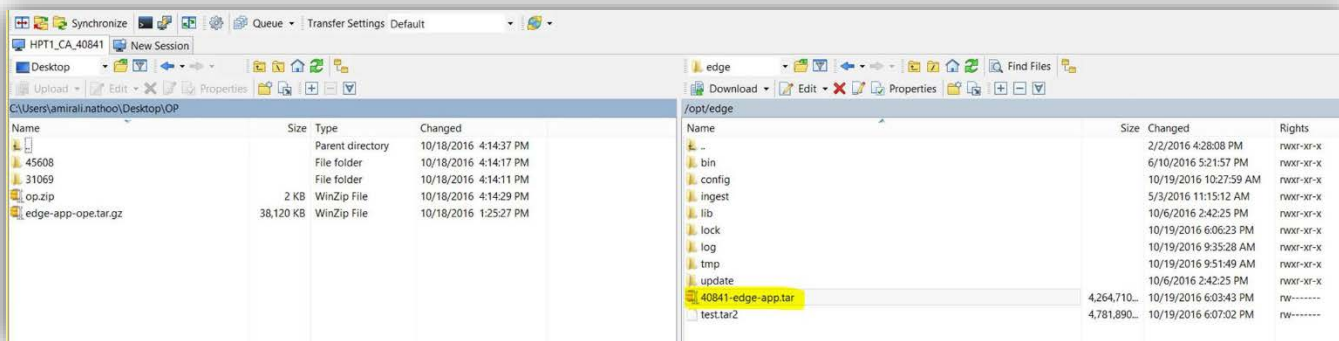 Synchronize Queue Transfer Settings Default
HPT1_CA_40841 New Session
Desktop
Upload Edit Properties
C:\Users\amirali.nathoo\Desktop\OP
Name Size Type Changed
.. Parent directory 10/18/2016 4:14:37 PM
45608 File folder 10/18/2016 4:14:17 PM
31069 File folder 10/18/2016 4:14:11 PM
op.zip 2 KB WinZip File 10/18/2016 4:14:29 PM
edge-app-ope.tar.gz 38,120 KB WinZip File 10/18/2016 1:25:27 PM
edge Find Files
Download Edit Properties
/opt/edge
Name Size Changed Rights
.. 2/2/2016 4:28:08 PM rwxr-xr-x
bin 6/10/2016 5:21:57 PM rwxr-xr-x
config 10/19/2016 10:27:59 AM rwxr-xr-x
ingest 5/3/2016 11:15:12 AM rwxr-xr-x
lib 10/6/2016 2:42:25 PM rwxr-xr-x
lock 10/19/2016 6:06:23 PM rwxr-xr-x
log 10/19/2016 9:35:28 AM rwxr-xr-x
tmp 10/19/2016 9:51:49 AM rwxr-xr-x
update 10/6/2016 2:42:25 PM rwxr-xr-x
40841-edge-app.tar 4,264,710... 10/19/2016 6:03:43 PM rw-------
test.tar2 4,781,890... 10/19/2016 6:07:02 PM rw-------